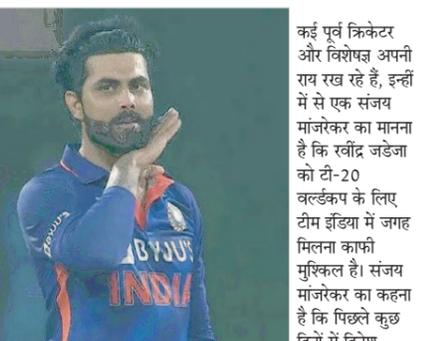 कई पूर्व क्रिकेटर
और विशेषज्ञ अपनी
राय रख रहे हैं, इन्हीं
में से एक संजय
मांजरेकर का मानना
है कि रवींद्र जडेजा
को टी-20
वर्ल्डकप के लिए
टीम इंडिया में जगह
मिलना काफी
मुश्किल है। संजय
मांजरेकर का कहना
है कि पिछले कुछ
दिनों में दिनेश
BYJU'S
INDIA